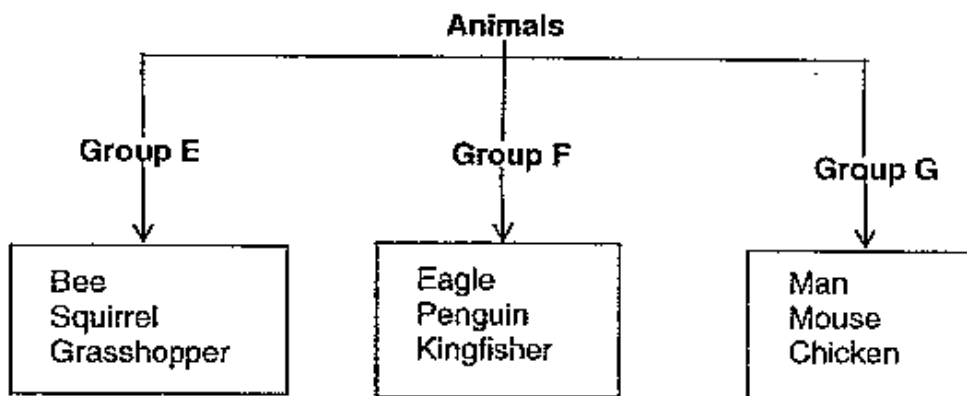 Animals
Group E
Group F
Group G
Bee
Squirrel
Grasshopper
Eagle
Penguin
Kingfisher
Man
Mouse
Chicken